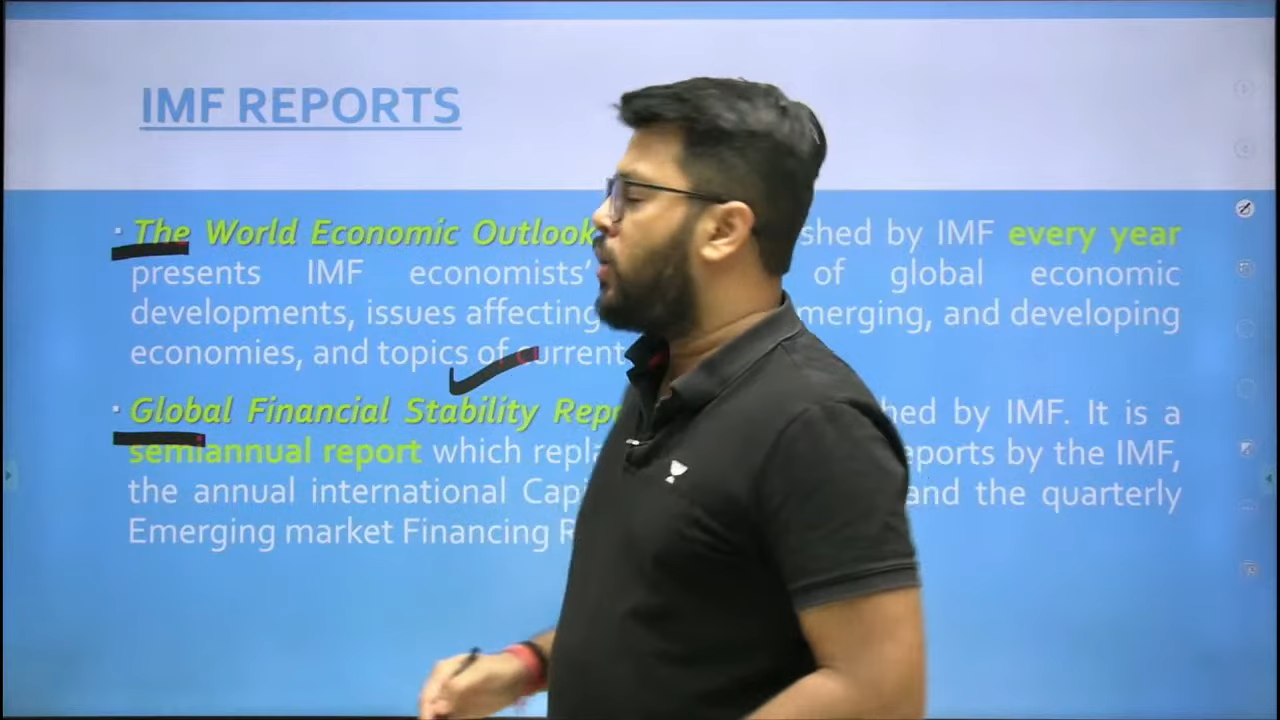 IMF REPORTS
· The World Economic Outlook shed by IMF every year
presents IMF economists’ of global economic
developments, issues affecting merging, and developing
economies, and topics of current
· Global Financial Stability Rep hed by IMF. It is a
semiannual report which repla eports by the IMF,
the annual international Capi and the quarterly
Emerging market Financing R